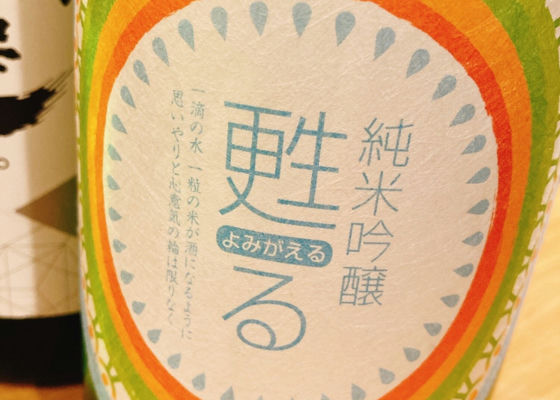 純米吟醸
甦る
よみがえる
一滴の水 一粒の米が酒になるように
思いやりと心意気の輪は限りなく